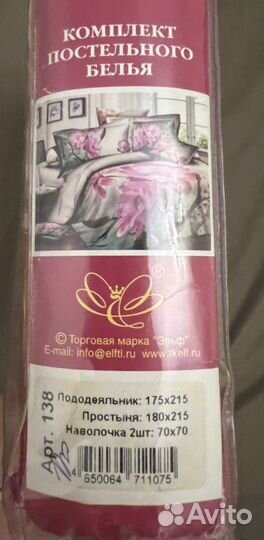 КОМПЛЕКТ
ПОСТЕЛЬНОГО
БЕЛЬЯ
®
© Торговая марка "Эльф"
E-mail: info@elfti.ru www.tkelf.ru
Арт. 138
Пододеяльник: 175x215
Простыня: 180x215
Наволочка 2шт: 70x70
4 650064 711075
Avito